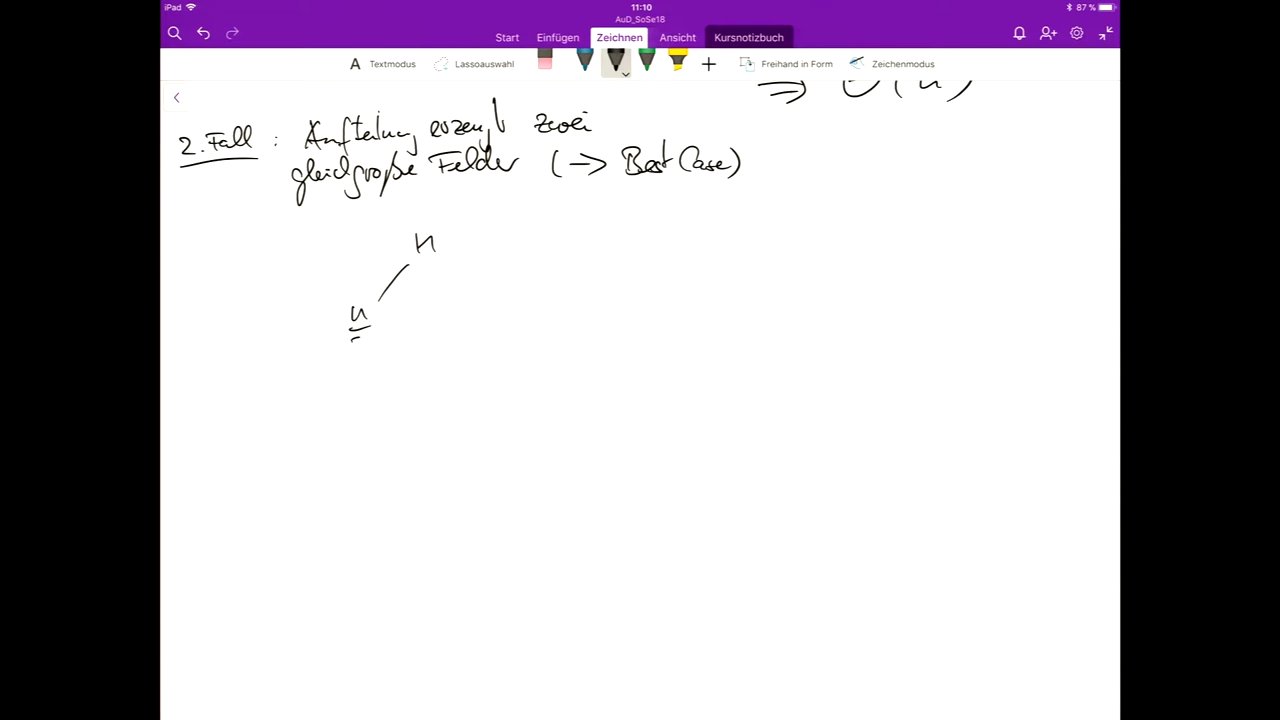 iPad 11:10 87 %
AuD_SoSe18
Start Einfügen Zeichnen Ansicht Kursnotizbuch
A Textmodus Lassoauswahl + Freihand in Form Zeichenmodus
2. Fall : Aufteilung erzeugt zwei
gleichgroße Felder (→ Best Case)
n
n